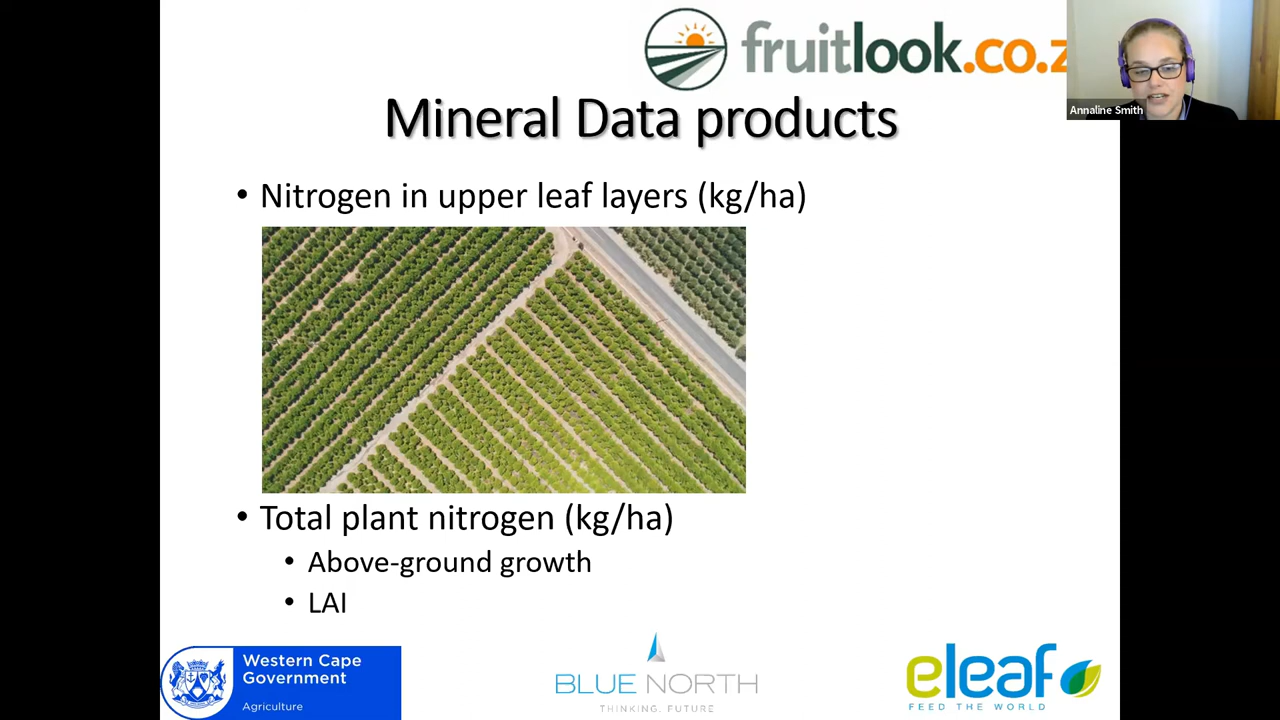 fruitlook.co.z
Annaline Smith
Mineral Data products
• Nitrogen in upper leaf layers (kg/ha)
• Total plant nitrogen (kg/ha)
• Above-ground growth
• LAI
Western Cape
Government
Agriculture
BLUE NORTH
THINKING. FUTURE
eleaf
FEED THE WORLD